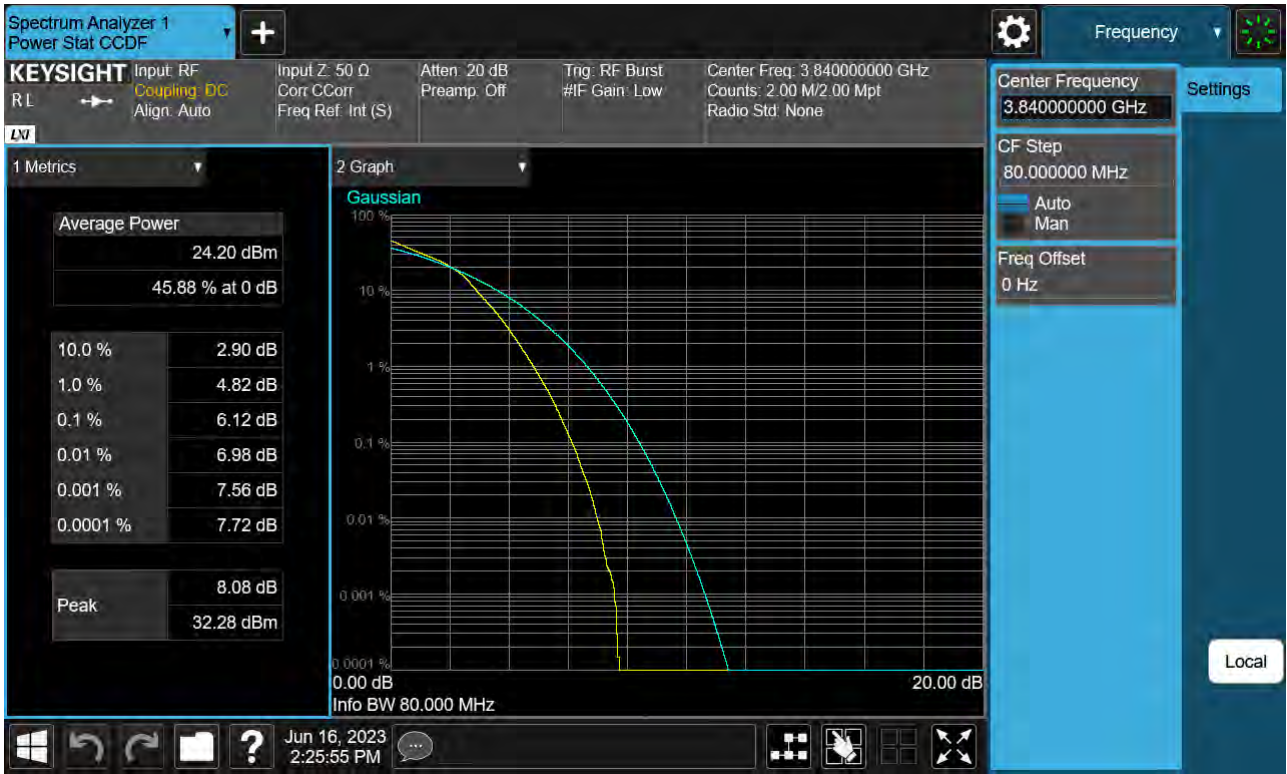 Spectrum Analyzer 1
Power Stat CCDF
Frequency
KEYSIGHT
RL
LXI
Input: RF
Coupling: DC
Align: Auto
Input Z: 50 Ω
Corr CCorr
Freq Ref: Int (S)
Atten: 20 dB
Preamp: Off
Trig: RF Burst
#IF Gain: Low
Center Freq: 3.840000000 GHz
Counts: 2.00 M/2.00 Mpt
Radio Std: None
Center Frequency
3.840000000 GHz
Settings
CF Step
80.000000 MHz
Auto
Man
Freq Offset
0 Hz
1 Metrics
Average Power
24.20 dBm
45.88 % at 0 dB
10.0 % 2.90 dB
1.0 % 4.82 dB
0.1 % 6.12 dB
0.01 % 6.98 dB
0.001 % 7.56 dB
0.0001 % 7.72 dB
Peak
8.08 dB
32.28 dBm
2 Graph
Gaussian
100 %
10 %
1 %
0.1 %
0.01 %
0.001 %
0.0001 %
0.00 dB 20.00 dB
Info BW 80.000 MHz
Local
?
Jun 16, 2023
2:25:55 PM